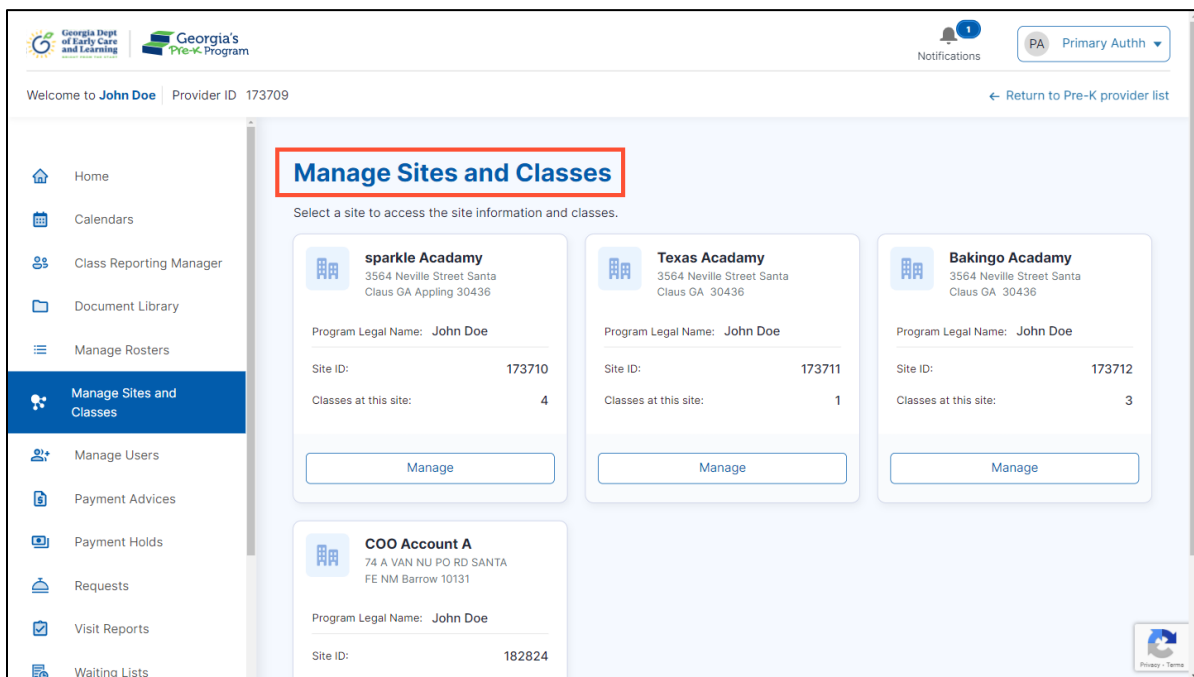 Georgia Dept
of Early Care
and Learning
BRIGHT FROM THE START
Georgia's
Pre-K Program
1
Notifications
PA Primary Authh
Welcome to John Doe Provider ID 173709
← Return to Pre-K provider list
Home
Calendars
Class Reporting Manager
Document Library
Manage Rosters
Manage Sites and
Classes
Manage Users
Payment Advices
Payment Holds
Requests
Visit Reports
Waiting Lists
Manage Sites and Classes
Select a site to access the site information and classes.
sparkle Acadamy
3564 Neville Street Santa
Claus GA Appling 30436
Program Legal Name: John Doe
Site ID: 173710
Classes at this site: 4
Manage
Texas Acadamy
3564 Neville Street Santa
Claus GA 30436
Program Legal Name: John Doe
Site ID: 173711
Classes at this site: 1
Manage
Bakingo Acadamy
3564 Neville Street Santa
Claus GA 30436
Program Legal Name: John Doe
Site ID: 173712
Classes at this site: 3
Manage
COO Account A
74 A VAN NU PO RD SANTA
FE NM Barrow 10131
Program Legal Name: John Doe
Site ID: 182824
Privacy - Terms